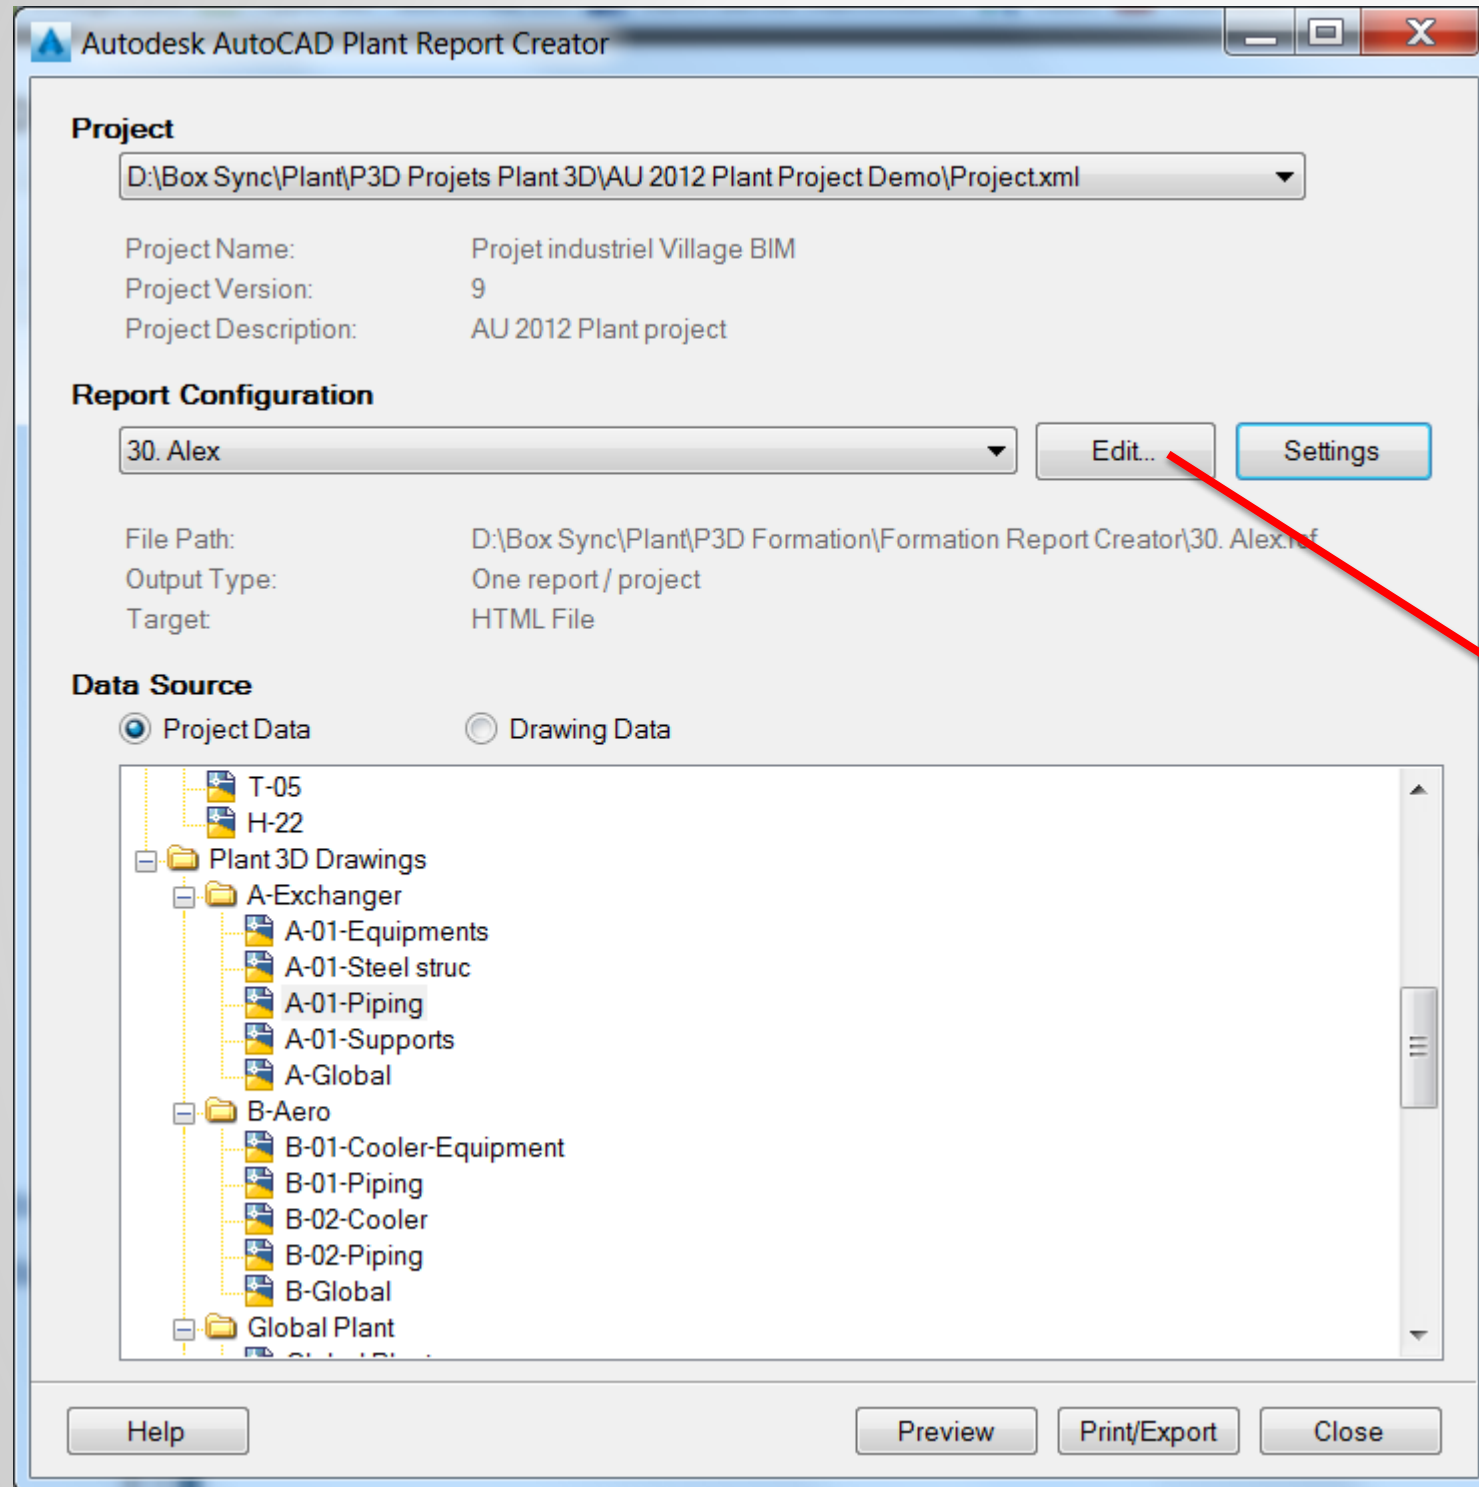 Autodesk AutoCAD Plant Report Creator
Project
D:\Box Sync\Plant\P3D Projets Plant 3D\AU 2012 Plant Project Demo\Project.xml
Project Name: Projet industriel Village BIM
Project Version: 9
Project Description: AU 2012 Plant project
Report Configuration
30. Alex Edit... Settings
File Path: D:\Box Sync\Plant\P3D Formation\Formation Report Creator\30. Alex.rcf
Output Type: One report / project
Target: HTML File
Data Source
Project Data Drawing Data
T-05
H-22
Plant 3D Drawings
A-Exchanger
A-01-Equipments
A-01-Steel struc
A-01-Piping
A-01-Supports
A-Global
B-Aero
B-01-Cooler-Equipment
B-01-Piping
B-02-Cooler
B-02-Piping
B-Global
Global Plant
Help Preview Print/Export Close